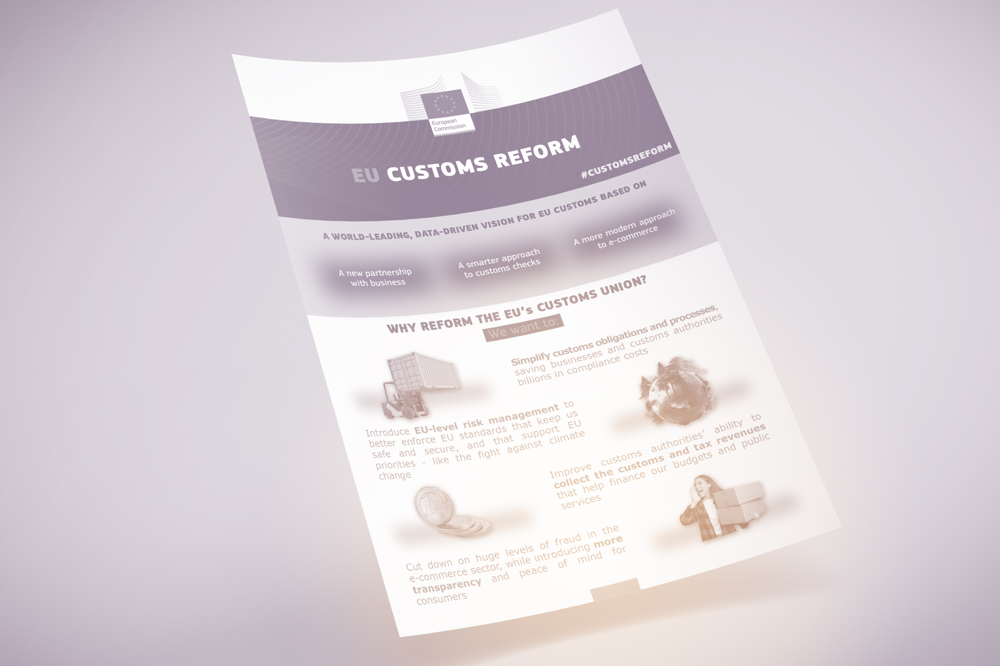 European
Commission
EU CUSTOMS REFORM
#CUSTOMSREFORM
A WORLD-LEADING, DATA-DRIVEN VISION FOR EU CUSTOMS BASED ON
A new partnership
with business
A smarter approach
to customs checks
A more modern approach
to e-commerce
WHY REFORM THE EU's CUSTOMS UNION?
We want to:
Simplify customs obligations and processes,
saving businesses and customs authorities
billions in compliance costs
Introduce EU-level risk management to
better enforce EU standards that keep us
safe and secure, and that support EU
priorities - like the fight against climate
change
Improve customs authorities’ ability to
collect the customs and tax revenues
that help finance our budgets and public
services
Cut down on huge levels of fraud in the
e-commerce sector, while introducing more
transparency and peace of mind for
consumers